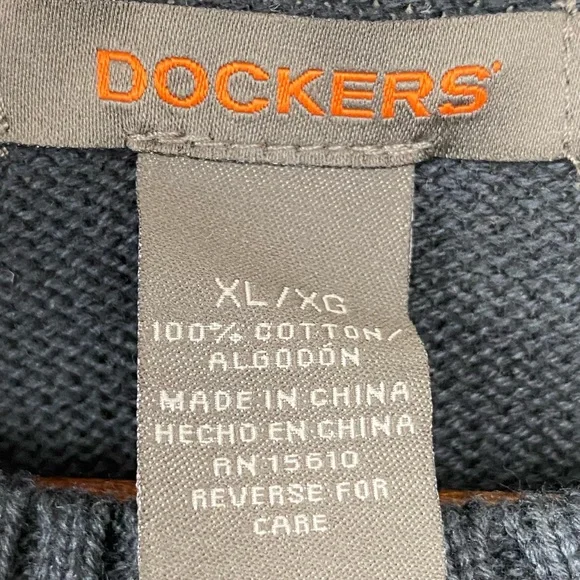 DOCKERS
XL/XG
100% COTTON/
ALGODÓN
MADE IN CHINA
HECHO EN CHINA
RN 15610
REVERSE FOR
CARE